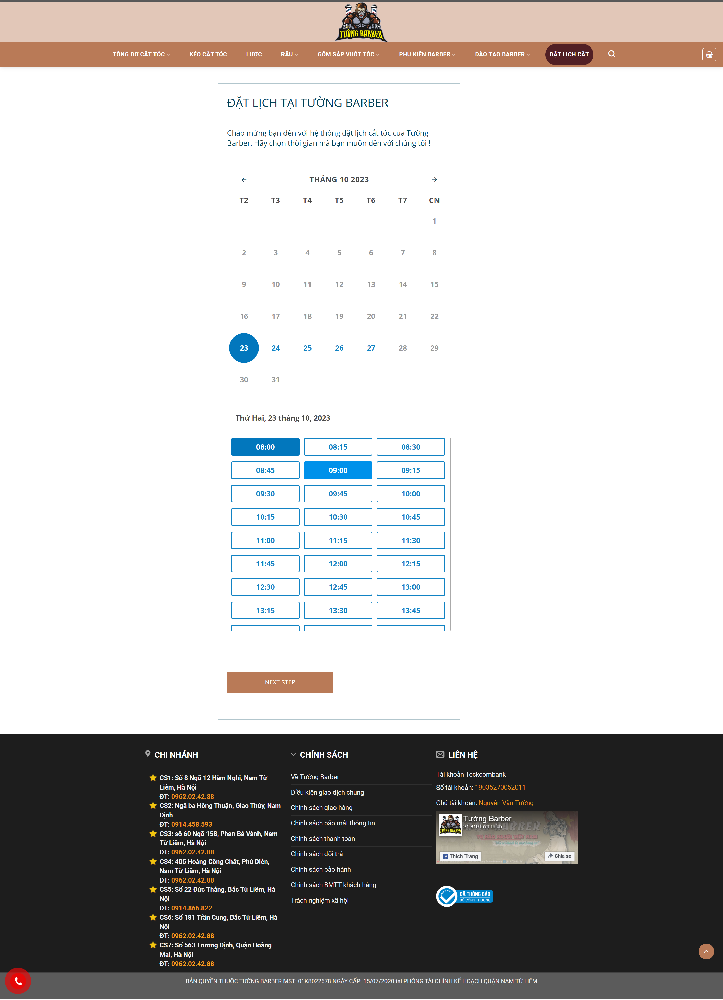 TƯỜNG BARBER
TÔNG ĐƠ CẮT TÓC
KÉO CẮT TÓC
LƯỢC
RÂU
GÔM SÁP VUỐT TÓC
PHỤ KIỆN BARBER
ĐÀO TẠO BARBER
ĐẶT LỊCH CẮT
ĐẶT LỊCH TẠI TƯỜNG BARBER
Chào mừng bạn đến với hệ thống đặt lịch cắt tóc của Tường
Barber. Hãy chọn thời gian mà bạn muốn đến với chúng tôi !
THÁNG 10 2023
T2 T3 T4 T5 T6 T7 CN
1
2 3 4 5 6 7 8
9 10 11 12 13 14 15
16 17 18 19 20 21 22
23 24 25 26 27 28 29
30 31
Thứ Hai, 23 tháng 10, 2023
08:00 08:15 08:30
08:45 09:00 09:15
09:30 09:45 10:00
10:15 10:30 10:45
11:00 11:15 11:30
11:45 12:00 12:15
12:30 12:45 13:00
13:15 13:30 13:45
NEXT STEP
CHI NHÁNH
CS1: Số 8 Ngõ 12 Hàm Nghi, Nam Từ
Liêm, Hà Nội
ĐT: 0962.02.42.88
CS2: Ngã ba Hồng Thuận, Giao Thủy, Nam
Định
ĐT: 0914.458.593
CS3: số 60 Ngõ 158, Phan Bá Vành, Nam
Từ Liêm, Hà Nội
ĐT: 0962.02.42.88
CS4: 405 Hoàng Công Chất, Phú Diễn,
Nam Từ Liêm, Hà Nội
ĐT: 0962.02.42.88
CS5: Số 22 Đức Thắng, Bắc Từ Liêm, Hà
Nội
ĐT: 0914.866.822
CS6: Số 181 Trần Cung, Bắc Từ Liêm, Hà
Nội
ĐT: 0962.02.42.88
CS7: Số 563 Trương Định, Quận Hoàng
Mai, Hà Nội
ĐT: 0962.02.42.88
CHÍNH SÁCH
Về Tường Barber
Điều kiện giao dịch chung
Chính sách giao hàng
Chính sách bảo mật thông tin
Chính sách thanh toán
Chính sách đổi trả
Chính sách bảo hành
Chính sách BMTT khách hàng
Trách nghiệm xã hội
LIÊN HỆ
Tài khoản Teckcombank
Số tài khoản: 19035270052011
Chủ tài khoản: Nguyễn Văn Tường
Tường Barber
21.819 lượt thích
TƯỜNG BARBER
TỰ HÀO NGƯỜI VIỆT NAM
Thích Trang
Chia sẻ
ĐÃ THÔNG BÁO
BỘ CÔNG THƯƠNG
BẢN QUYỀN THUỘC TƯỜNG BARBER MST: 01K8022678 NGÀY CẤP: 15/07/2020 tại PHÒNG TÀI CHÍNH KẾ HOẠCH QUẬN NAM TỪ LIÊM